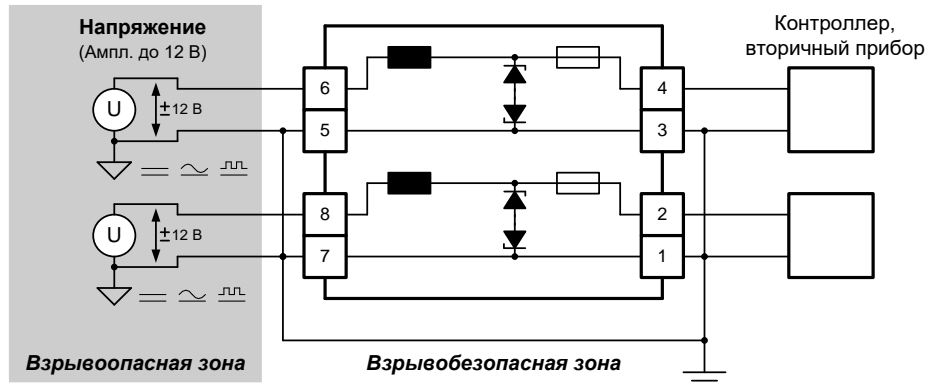 Напряжение
(Ампл. до 12 В)
Контроллер,
вторичный прибор
U
±12 В
6
5
4
3
U
±12 В
8
7
2
1
Взрывоопасная зона
Взрывобезопасная зона